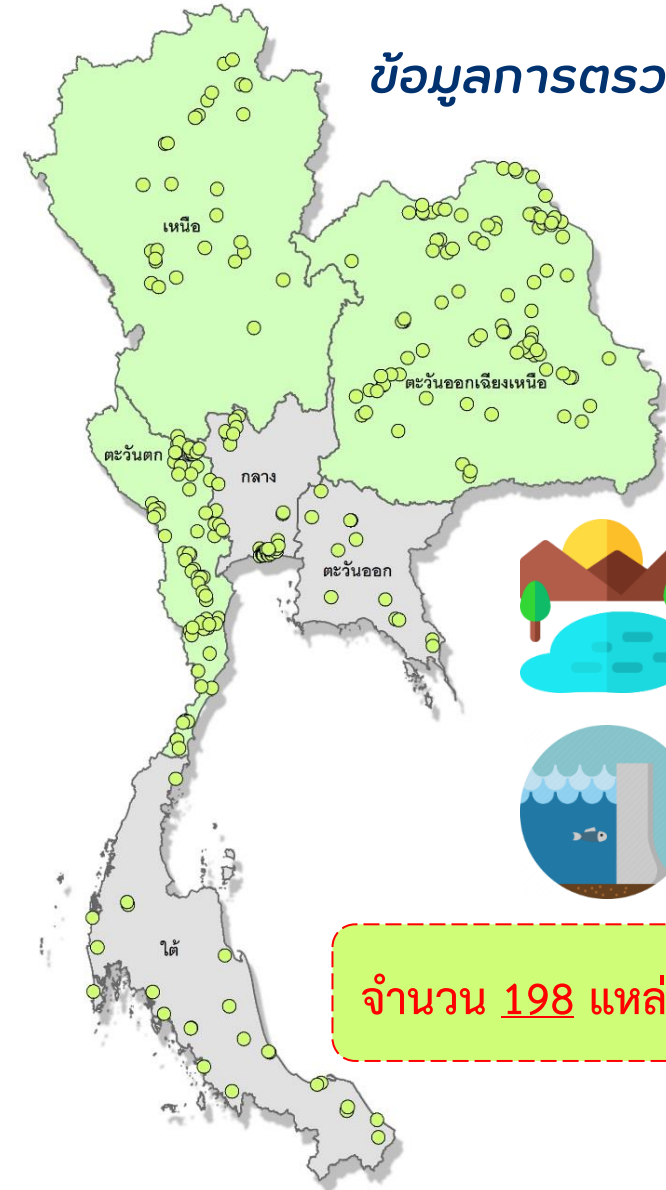 ข้อมูลการตรว
เหนือ
ตะวันออกเฉียงเหนือ
ตะวันตก
กลาง
ตะวันออก
ใต้
จำนวน 198 แหล่